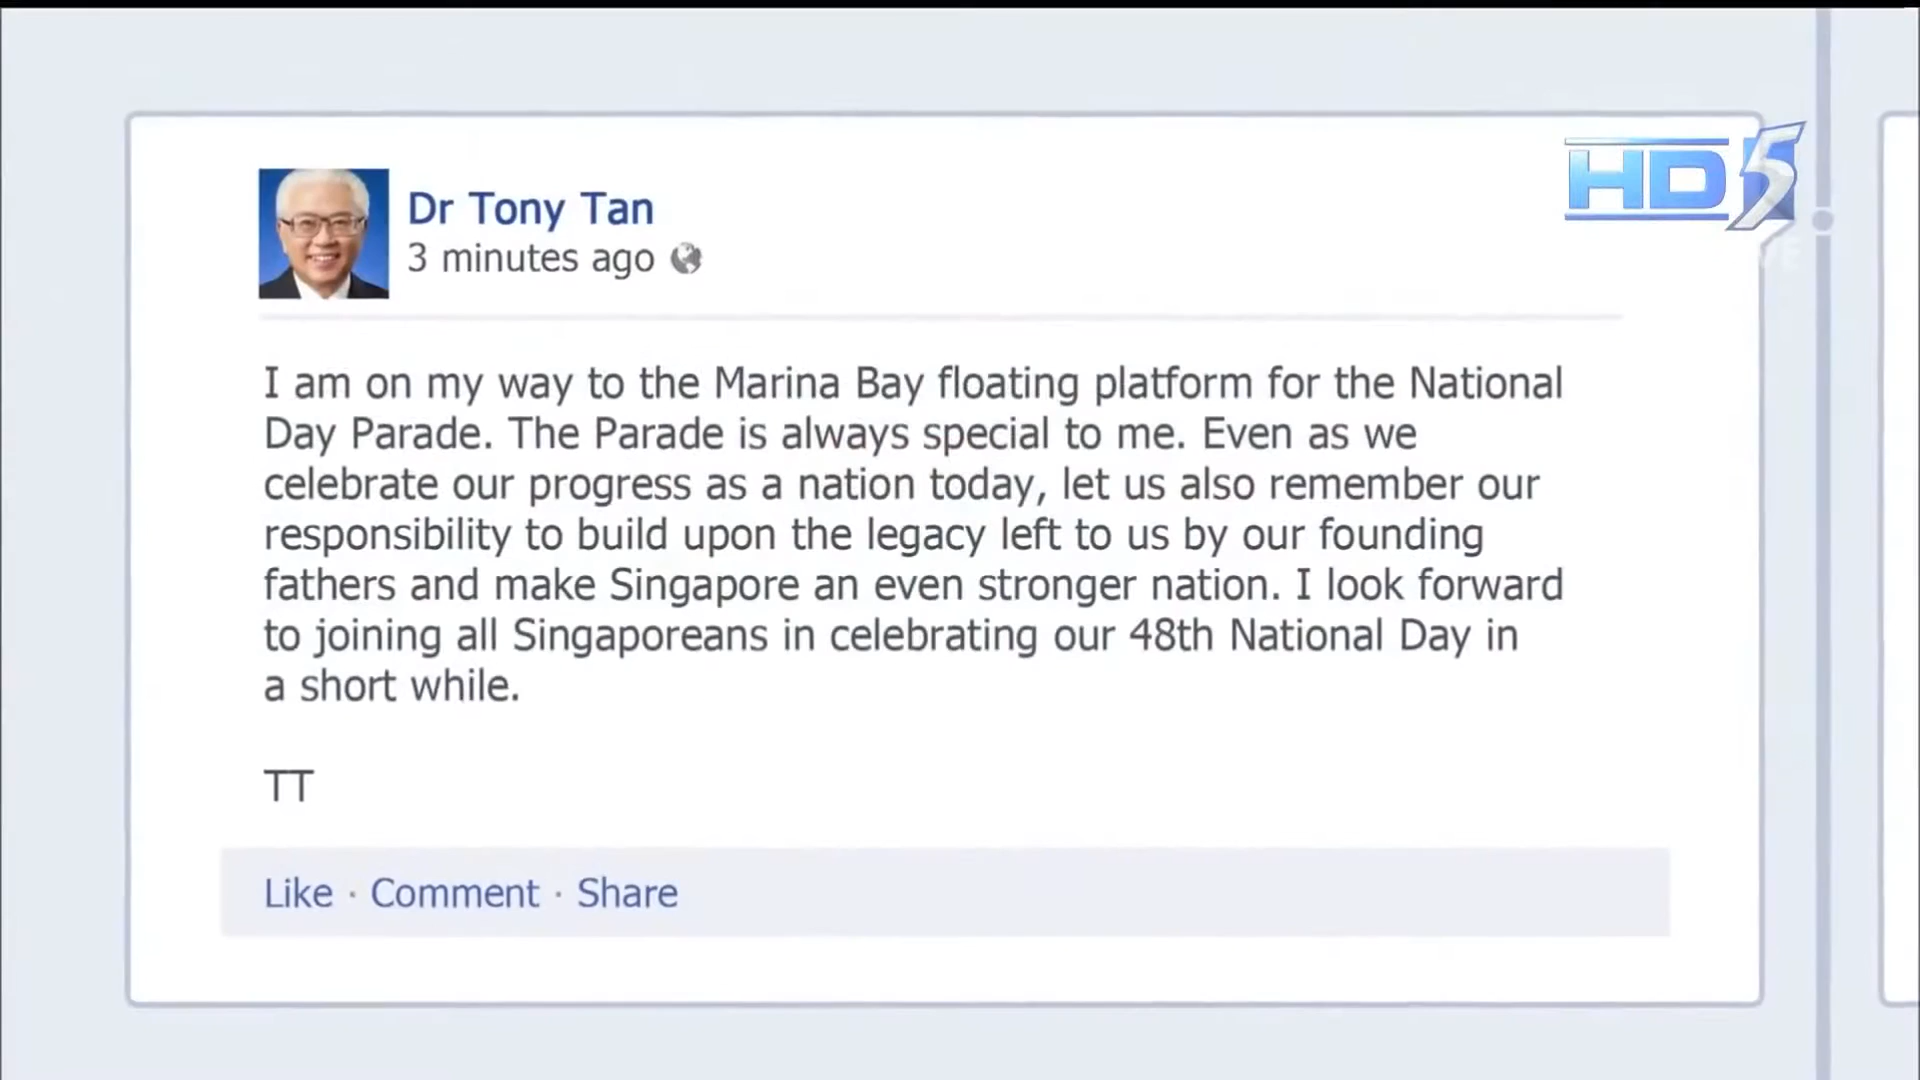 HD5
Dr Tony Tan
3 minutes ago
I am on my way to the Marina Bay floating platform for the National
Day Parade. The Parade is always special to me. Even as we
celebrate our progress as a nation today, let us also remember our
responsibility to build upon the legacy left to us by our founding
fathers and make Singapore an even stronger nation. I look forward
to joining all Singaporeans in celebrating our 48th National Day in
a short while.
TT
Like · Comment · Share